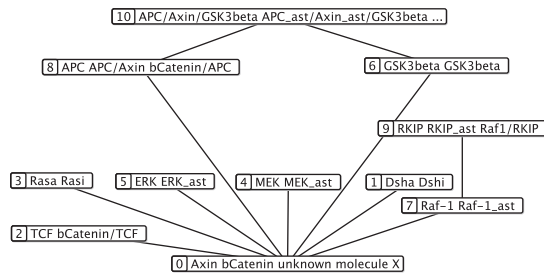 10 APC/Axin/GSK3beta APC_ast/Axin_ast/GSK3beta ...
8 APC APC/Axin bCatenin/APC
6 GSK3beta GSK3beta
9 RKIP RKIP_ast Raf1/RKIP
3 Rasa Rasi
5 ERK ERK_ast
4 MEK MEK_ast
1 Dsha Dshi
7 Raf-1 Raf-1_ast
2 TCF bCatenin/TCF
0 Axin bCatenin unknown molecule X